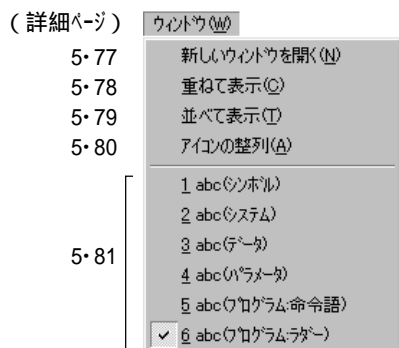 (詳細ページ) ウィンドウ(W)
5・77 新しいウィンドウを開く(N)
5・78 重ねて表示(C)
5・79 並べて表示(T)
5・80 アイコンの整列(A)
1 abc(シンボル)
2 abc(システム)
3 abc(データ)
5・81
4 abc(パラメータ)
5 abc(プログラム:命令語)
✓ 6 abc(プログラム:ラダー)